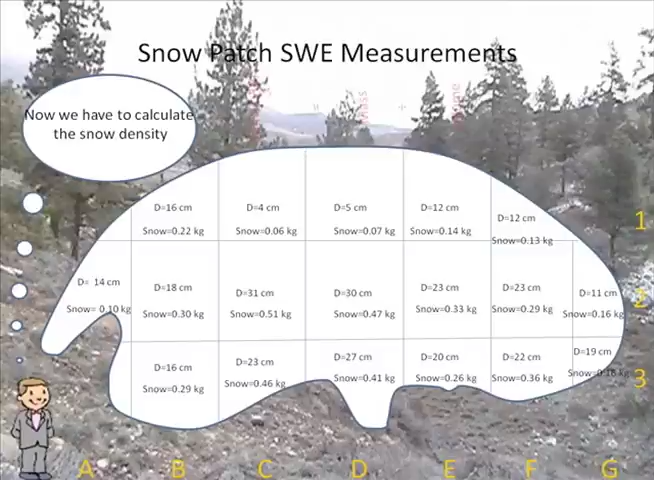 Snow Patch SWE Measurements
Now we have to calculate
the snow density
= Mass ÷
D=16 cm
Snow=0.22 kg
D=4 cm
Snow=0.06 kg
D=5 cm
Snow=0.07 kg
D=12 cm
Snow=0.14 kg
D=12 cm
Snow=0.13 kg
1
D= 14 cm
Snow= 0.10 kg
D=18 cm
Snow=0.30 kg
D=31 cm
Snow=0.51 kg
D=30 cm
Snow=0.47 kg
D=23 cm
Snow=0.33 kg
D=23 cm
Snow=0.29 kg
D=11 cm
Snow=0.16 kg
2
D=16 cm
Snow=0.29 kg
D=23 cm
Snow=0.46 kg
D=27 cm
Snow=0.41 kg
D=20 cm
Snow=0.26 kg
D=22 cm
Snow=0.36 kg
D=19 cm
3
A B C D E F G